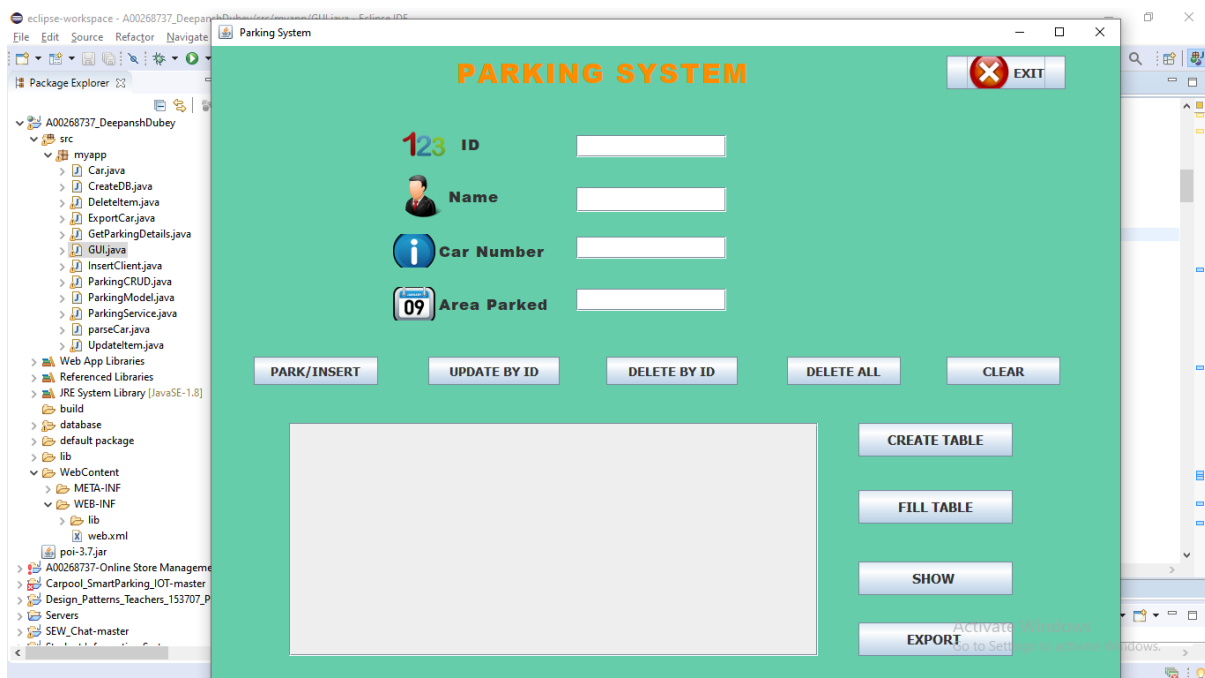 eclipse-workspace - A00268737_DeepanshDubey/src/myapp/GUI.java - Eclipse IDE
File Edit Source Refactor Navigate
Parking System
Package Explorer
A00268737_DeepanshDubey
src
myapp
Car.java
CreateDB.java
DeleteItem.java
ExportCar.java
GetParkingDetails.java
GUI.java
InsertClient.java
ParkingCRUD.java
ParkingModel.java
ParkingService.java
parseCar.java
UpdateItem.java
Web App Libraries
Referenced Libraries
JRE System Library [JavaSE-1.8]
build
database
default package
lib
WebContent
META-INF
WEB-INF
lib
web.xml
poi-3.7.jar
A00268737-Online Store Manageme
Carpool_SmartParking_IOT-master
Design_Patterns_Teachers_153707_P
Servers
SEW_Chat-master
PARKING SYSTEM
EXIT
123 ID
Name
i Car Number
09 Area Parked
PARK/INSERT UPDATE BY ID DELETE BY ID DELETE ALL CLEAR
CREATE TABLE
FILL TABLE
SHOW
EXPORT
Activate Windows
Go to Settings to activate Windows.